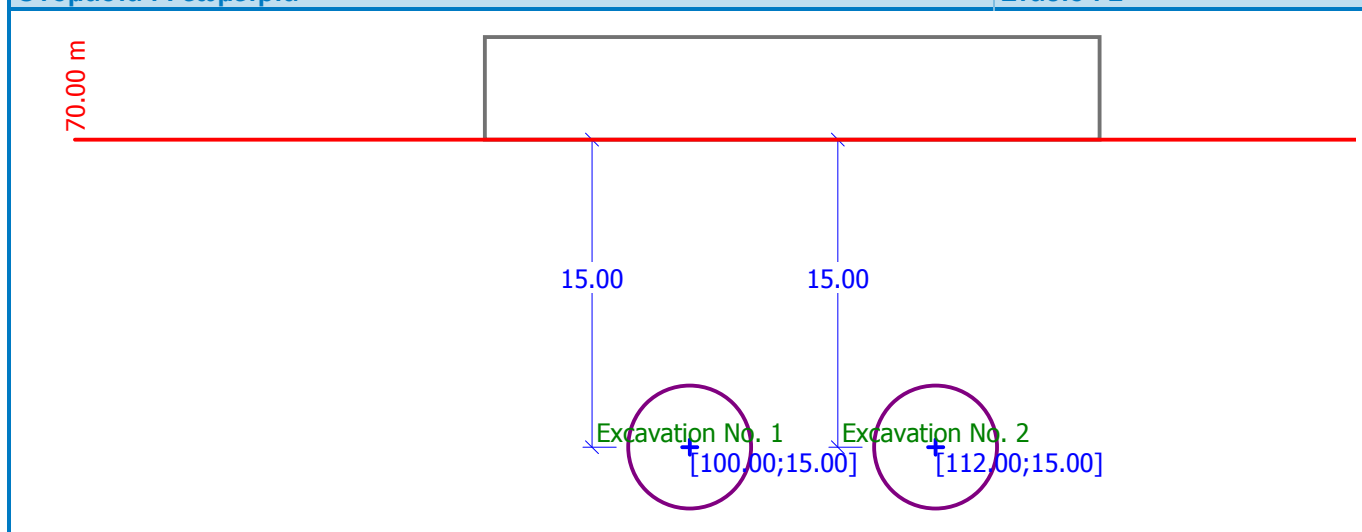 70.00 m
15.00
15.00
Excavation No. 1
Excavation No. 2
[100.00;15.00]
[112.00;15.00]